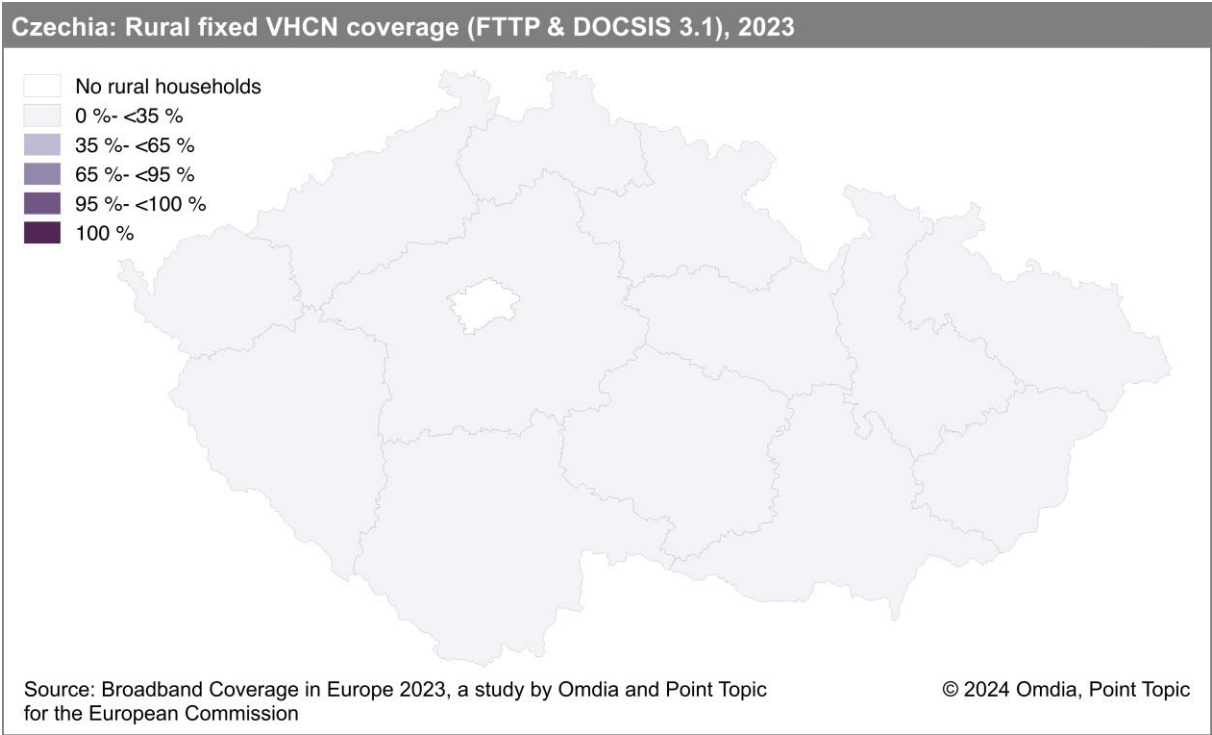 Czechia: Rural fixed VHCN coverage (FTTP & DOCSIS 3.1), 2023
No rural households
0 %- <35 %
35 %- <65 %
65 %- <95 %
95 %- <100 %
100 %
Source: Broadband Coverage in Europe 2023, a study by Omdia and Point Topic
for the European Commission
© 2024 Omdia, Point Topic